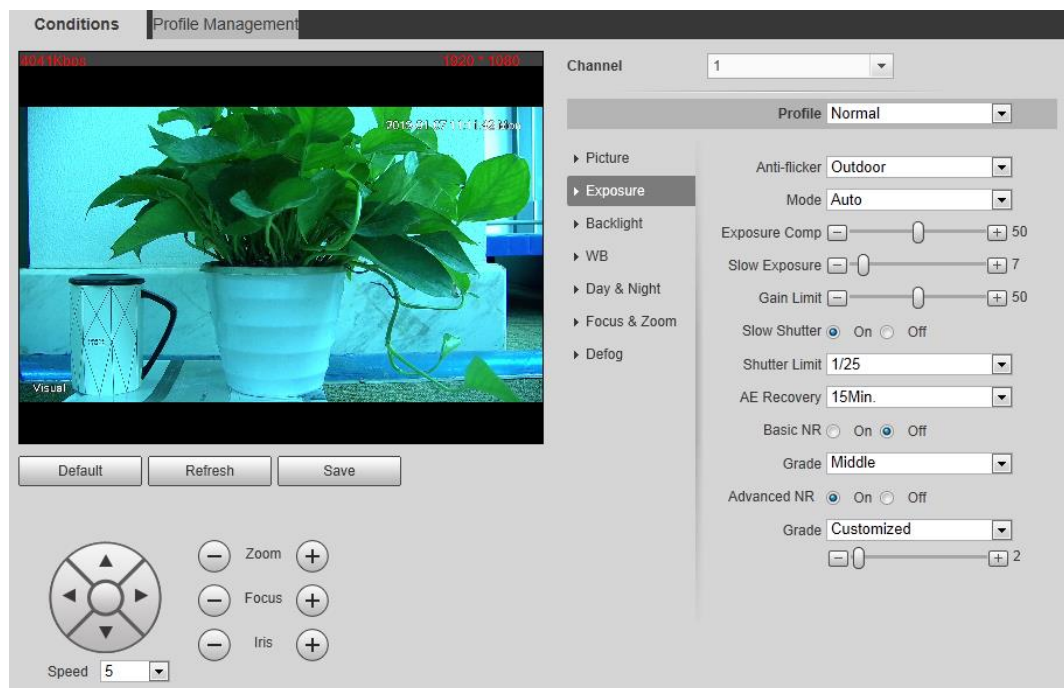 Conditions
Profile Management
4041Kbps
1920 * 1080
Visual
Default
Refresh
Save
Zoom
Focus
Iris
Speed 5
Channel 1
Profile Normal
Picture
Exposure
Backlight
WB
Day & Night
Focus & Zoom
Defog
Anti-flicker Outdoor
Mode Auto
Exposure Comp 50
Slow Exposure 7
Gain Limit 50
Slow Shutter On Off
Shutter Limit 1/25
AE Recovery 15Min.
Basic NR On Off
Grade Middle
Advanced NR On Off
Grade Customized
2